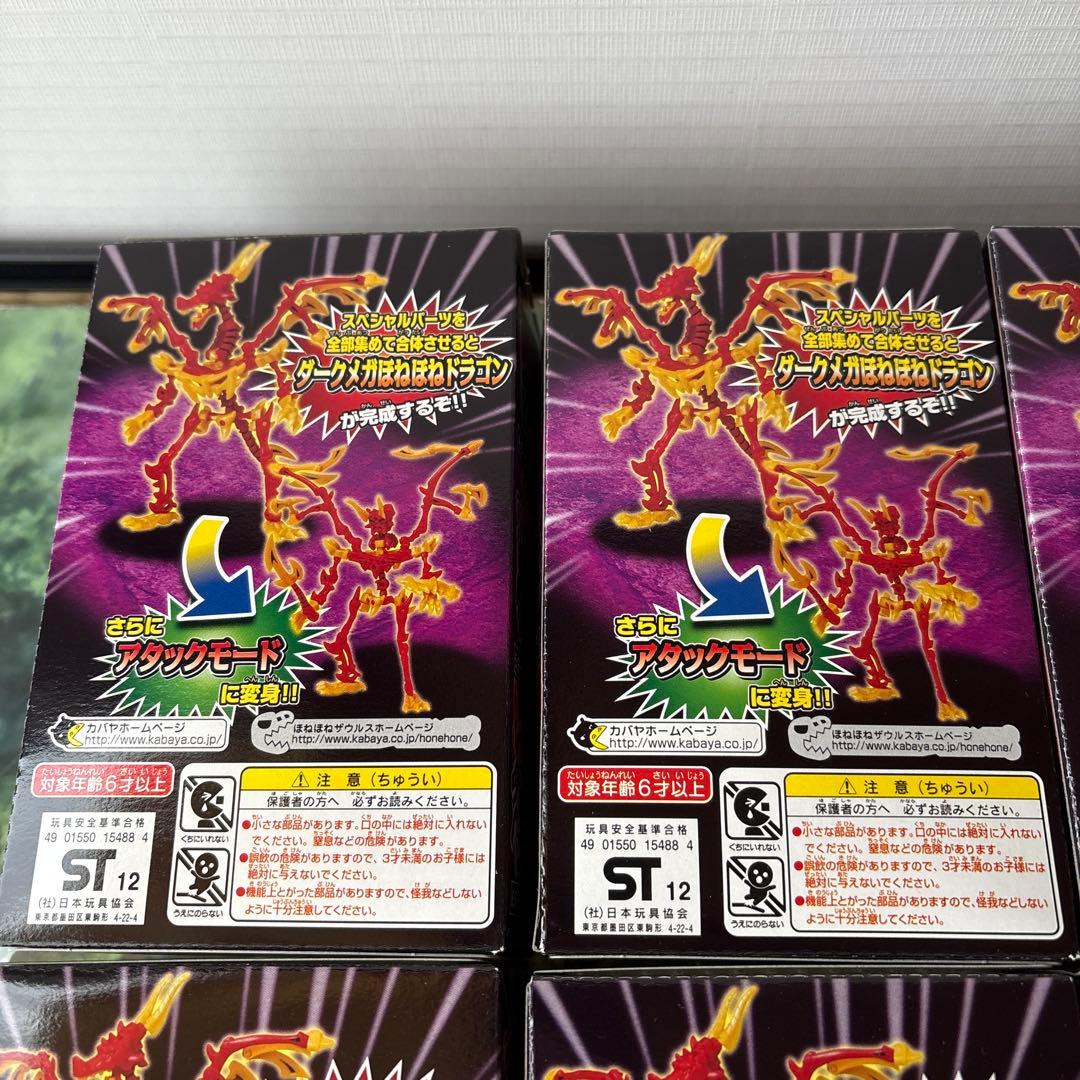 スペシャルパーツを
全部集めて合体させると
ダークメガほねほねドラゴン
が完成するぞ!!
さらに
アタックモード
に変身!!
カバヤホームページ
http://www.kabaya.co.jp/
ほねほねザウルスホームページ
http://www.kabaya.co.jp/honehone/
対象年齢6才以上
くちにいれない
うえにのらない
玩具安全基準合格
49 01550 15488 4
ST 12
(社)日本玩具協会
東京都墨田区東駒形 4-22-4
⚠ 注 意 (ちゅうい)
保護者の方へ 必ずお読みください。
●小さな部品があります。口の中には絶対に入れない
でください。窒息などの危険があります。
●誤飲の危険がありますので、3才未満のお子様には
絶対に与えないでください。
●機能上とがった部品がありますので、怪我などしない
ように十分注意してください。
スペシャルパーツを
全部集めて合体させると
ダークメガほねほねドラゴン
が完成するぞ!!
さらに
アタックモード
に変身!!
カバヤホームページ
http://www.kabaya.co.jp/
ほねほねザウルスホームページ
http://www.kabaya.co.jp/honehone/
対象年齢6才以上
くちにいれない
うえにのらない
玩具安全基準合格
49 01550 15488 4
ST 12
(社)日本玩具協会
東京都墨田区東駒形 4-22-4
⚠ 注 意 (ちゅうい)
保護者の方へ 必ずお読みください。
●小さな部品があります。口の中には絶対に入れない
でください。窒息などの危険があります。
●誤飲の危険がありますので、3才未満のお子様には
絶対に与えないでください。
●機能上とがった部品がありますので、怪我などしない
ように十分注意してください。